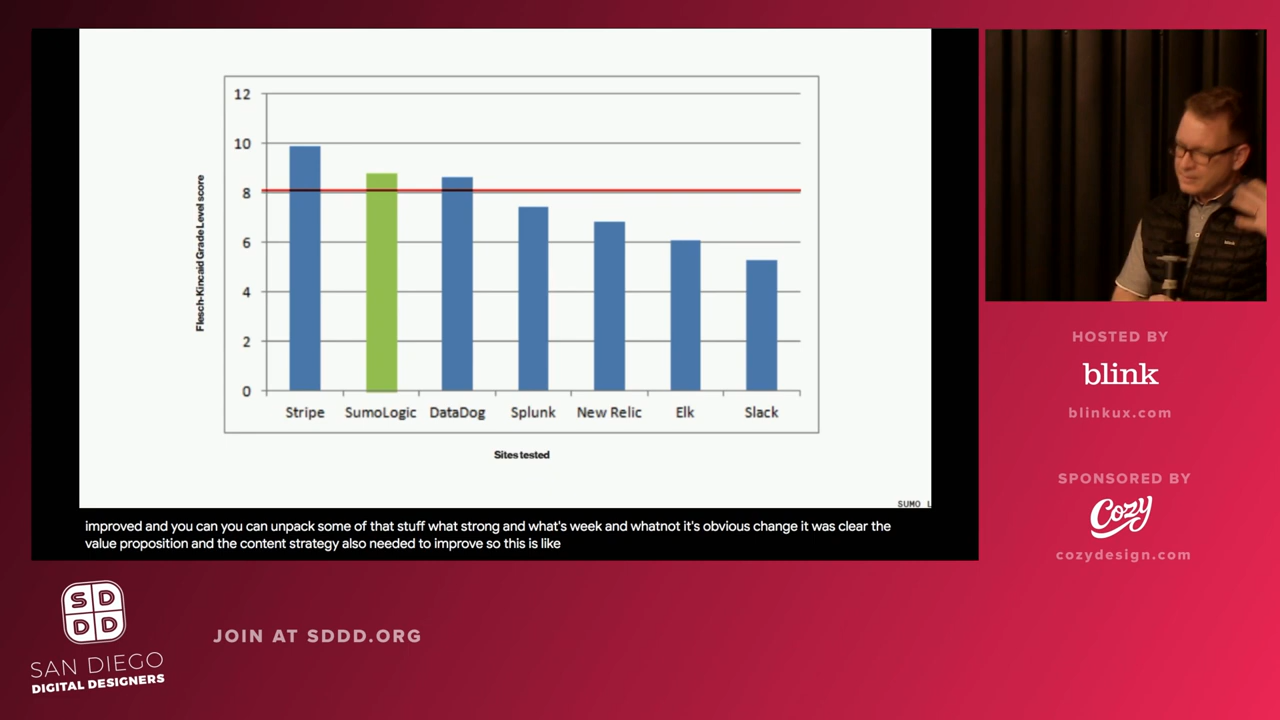 12
10
8
6
4
2
0
Flesch-Kincaid Grade Level score
Stripe SumoLogic DataDog Splunk New Relic Elk Slack
Sites tested
SUMO L
improved and you can you can unpack some of that stuff what strong and what's week and whatnot it's obvious change it was clear the
value proposition and the content strategy also needed to improve so this is like
HOSTED BY
blink
blinkux.com
SPONSORED BY
Cozy
cozydesign.com
SD
DD
SAN DIEGO
DIGITAL DESIGNERS
JOIN AT SDDD.ORG